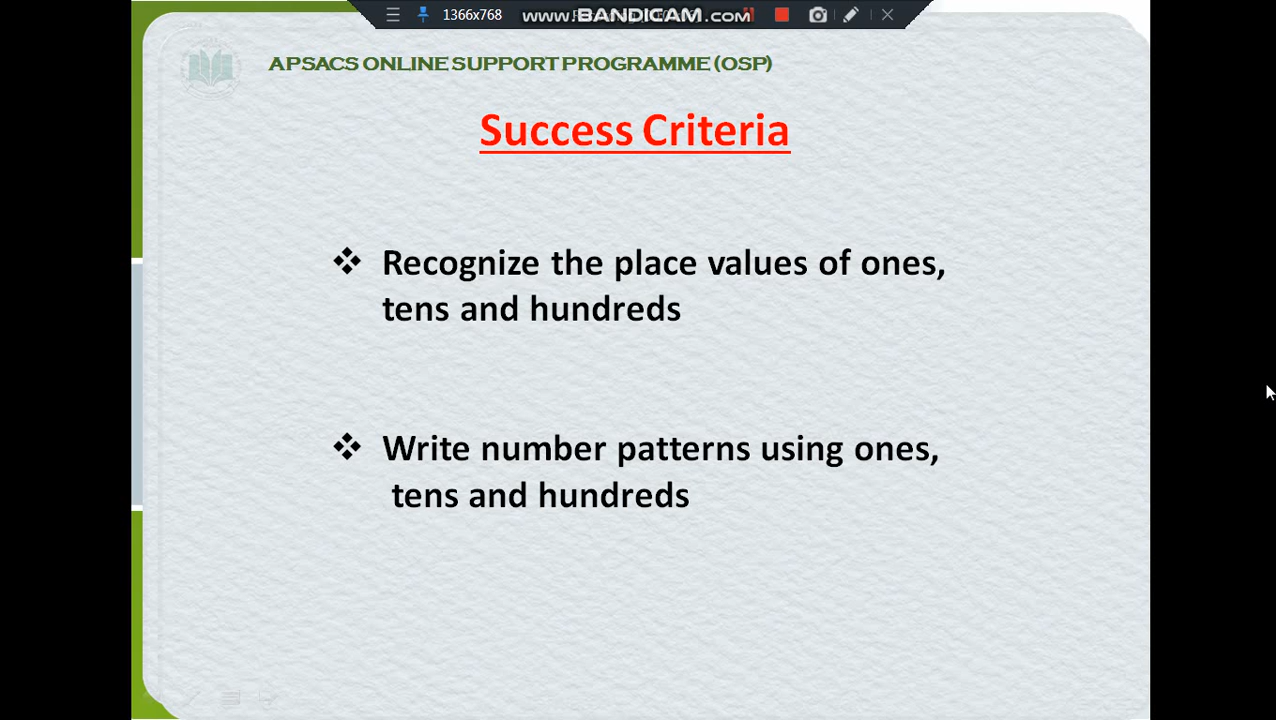 1366x768 www.BANDICAM.com
APSACS ONLINE SUPPORT PROGRAMME (OSP)
Success Criteria
❖ Recognize the place values of ones,
tens and hundreds
❖ Write number patterns using ones,
tens and hundreds